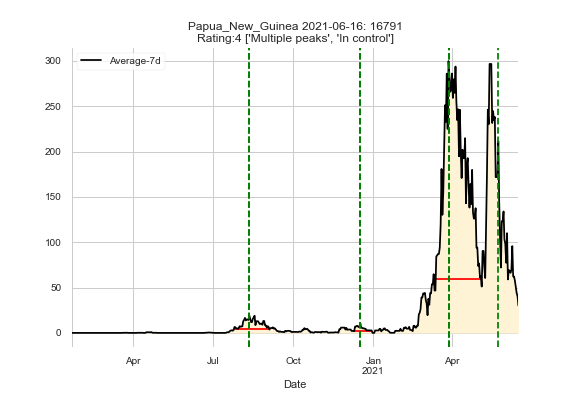 Papua_New_Guinea 2021-06-16: 16791
Rating:4 ['Multiple peaks', 'In control']
Average-7d
300
250
200
150
100
50
0
Apr
Jul
Oct
Jan
2021
Apr
Date